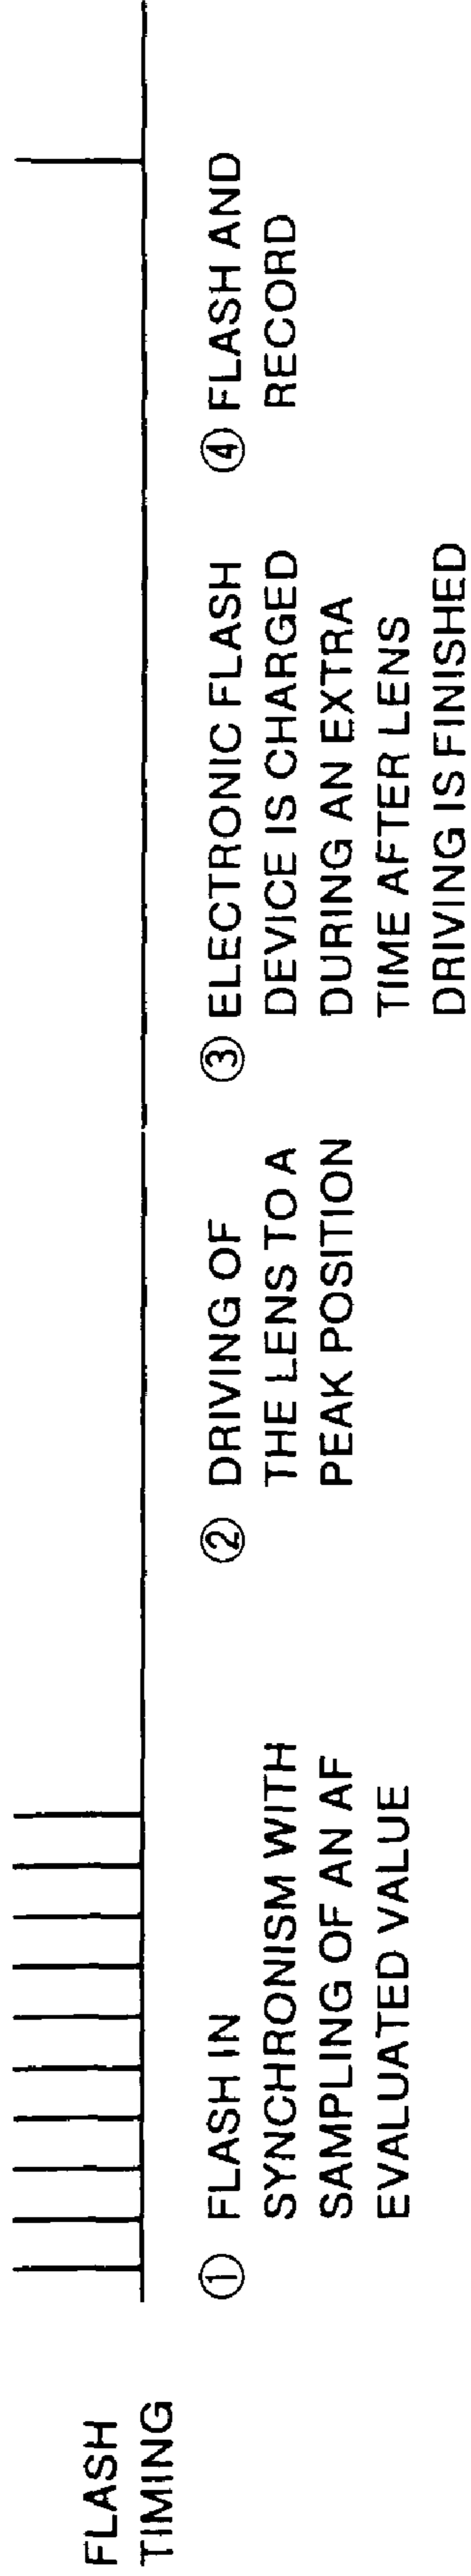 FLASH
TIMING
① FLASH IN
SYNCHRONISM WITH
SAMPLING OF AN AF
EVALUATED VALUE
② DRIVING OF
THE LENS TO A
PEAK POSITION
③ ELECTRONIC FLASH
DEVICE IS CHARGED
DURING AN EXTRA
TIME AFTER LENS
DRIVING IS FINISHED
④ FLASH AND
RECORD